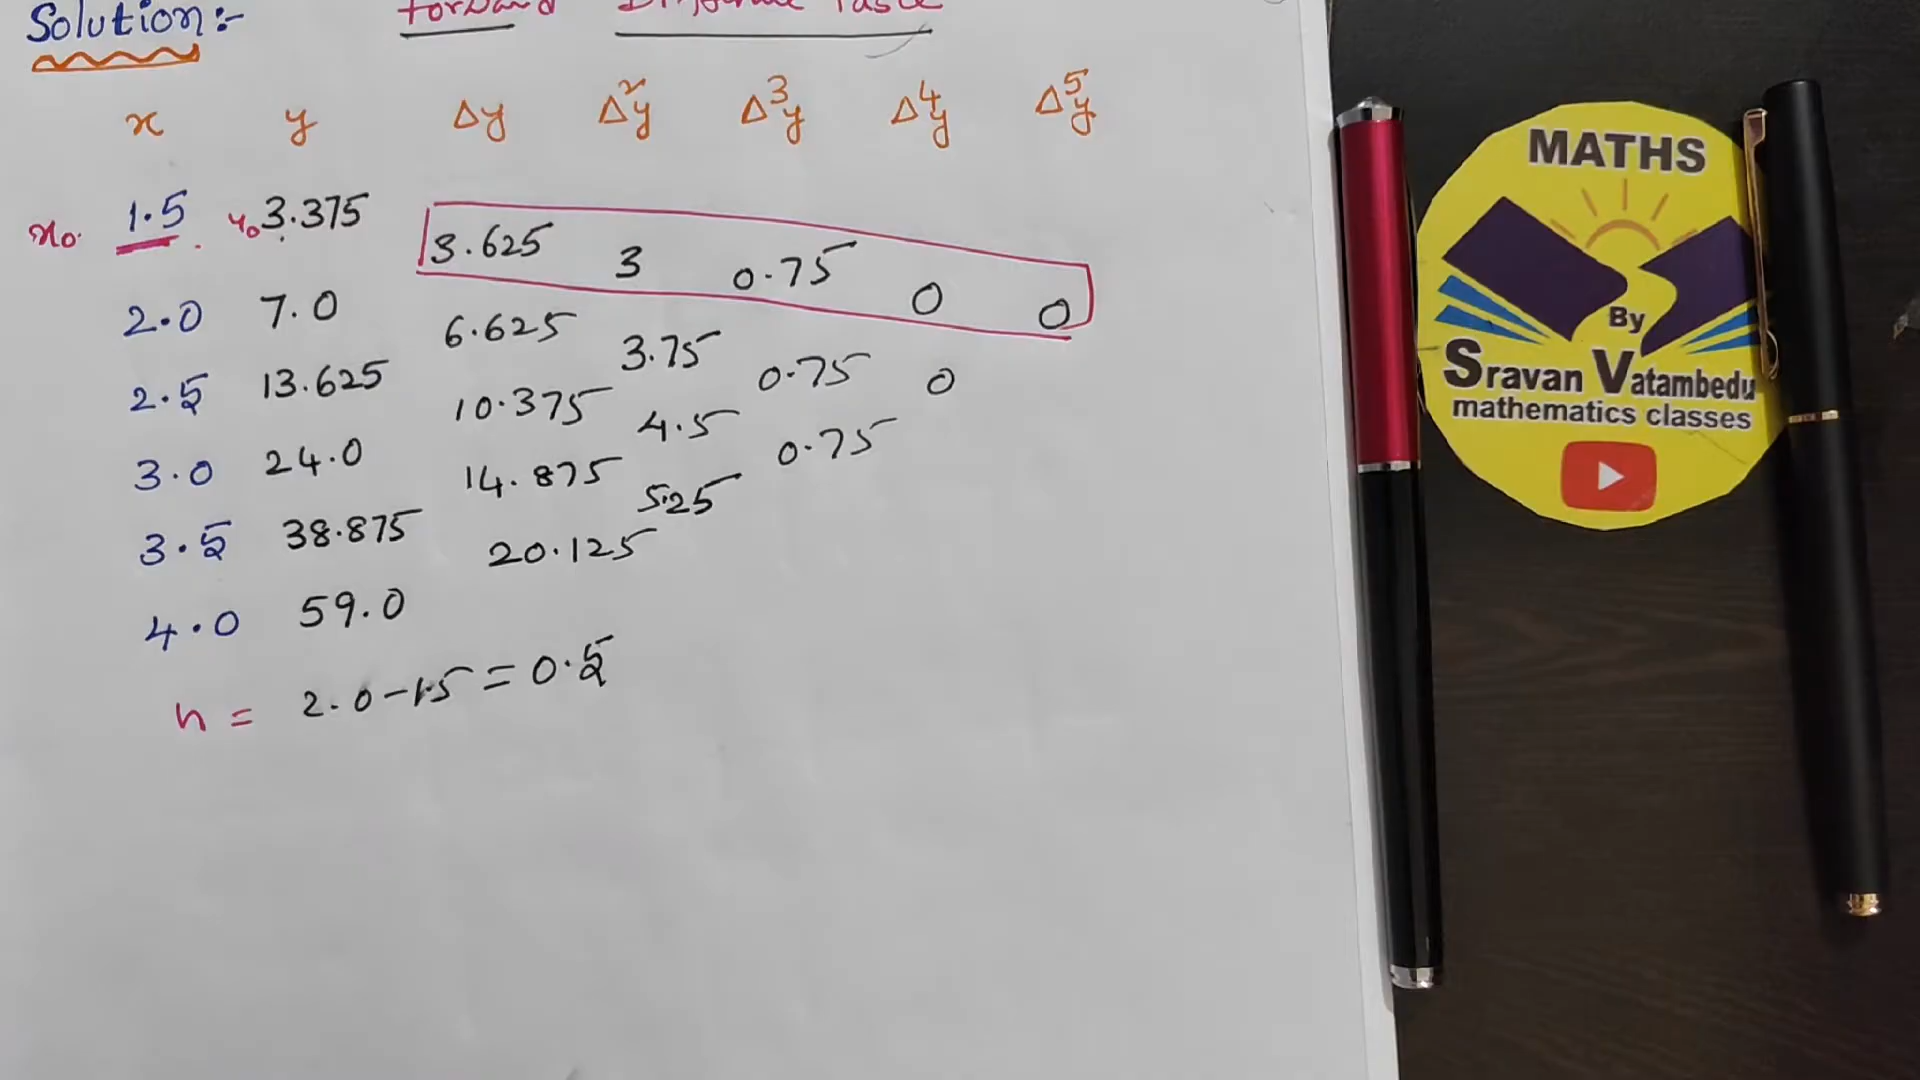 Solution:-
x y Δy Δ²y Δ³y Δ⁴y Δ⁵y
x₀. 1.5 y₀ 3.375
3.625 3 0.75 0 0
2.0 7.0
6.625 3.75 0.75 0
2.5 13.625
10.375 4.5 0.75
3.0 24.0
14.875 5.25
3.5 38.875
20.125
4.0 59.0
h = 2.0-1.5 = 0.5
MATHS
By
Sravan Vatambedu
mathematics classes